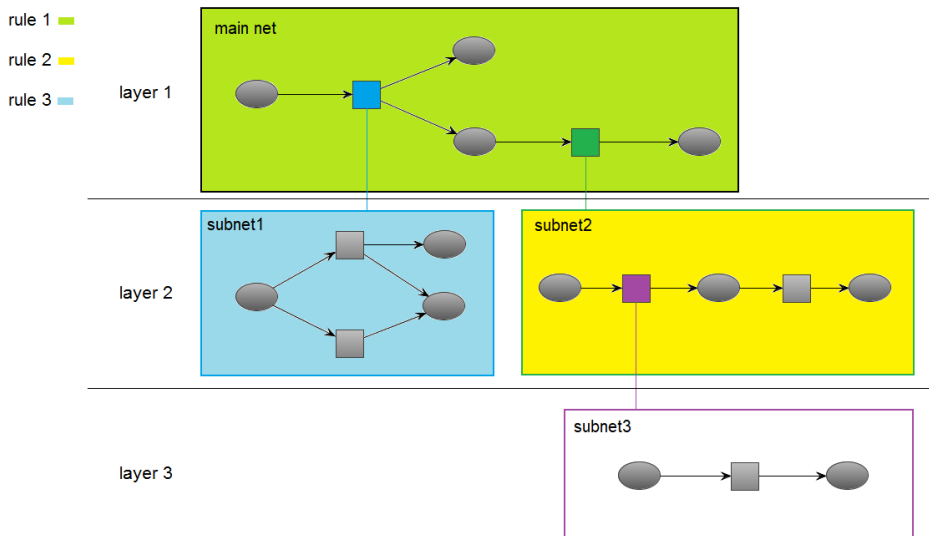 rule 1
rule 2
rule 3
main net
layer 1
subnet1
subnet2
layer 2
subnet3
layer 3